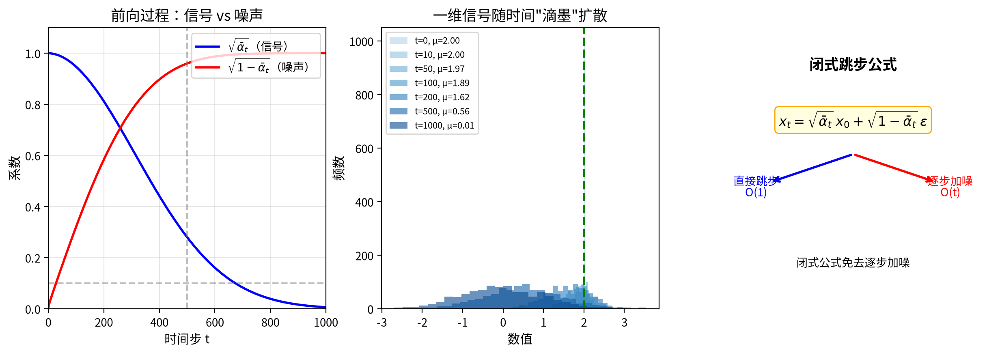 前向过程：信号 vs 噪声
1.0
0.8
0.6
0.4
0.2
0.0
0
200
400
600
800
1000
系数
时间步 t
√ᾱₜ（信号）
√1 − ᾱₜ（噪声）
一维信号随时间"滴墨"扩散
1000
800
600
400
200
0
-3
-2
-1
0
1
2
3
频数
数值
t=0, μ=2.00
t=10, μ=2.00
t=50, μ=1.97
t=100, μ=1.89
t=200, μ=1.62
t=500, μ=0.56
t=1000, μ=0.01
闭式跳步公式
xₜ = √ᾱₜ x₀ + √1 − ᾱₜ ε
直接跳步
O(1)
逐步加噪
O(t)
闭式公式免去逐步加噪